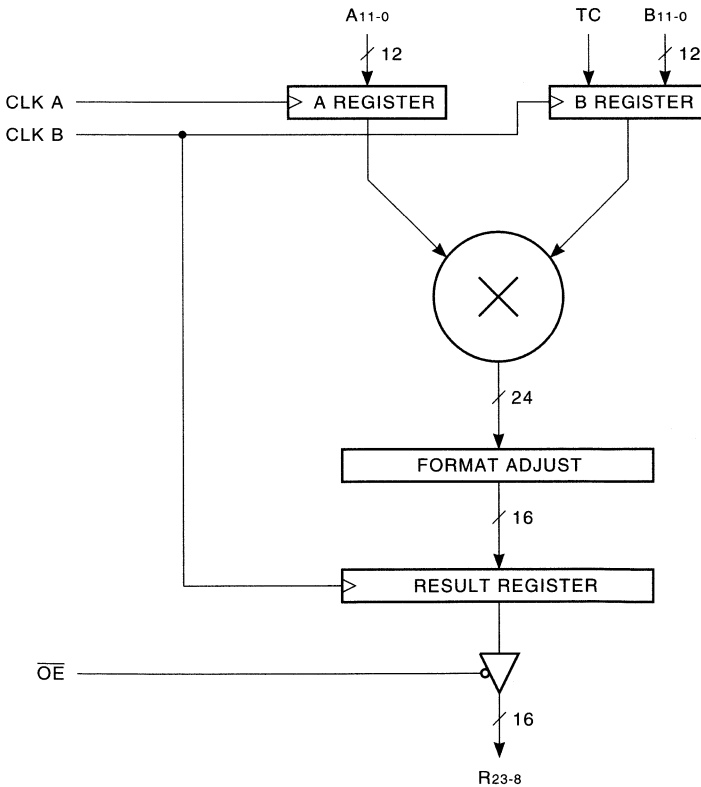 A11-0
TC
B11-0
12
12
CLK A
A REGISTER
B REGISTER
CLK B
24
FORMAT ADJUST
16
RESULT REGISTER
OE
16
R23-8